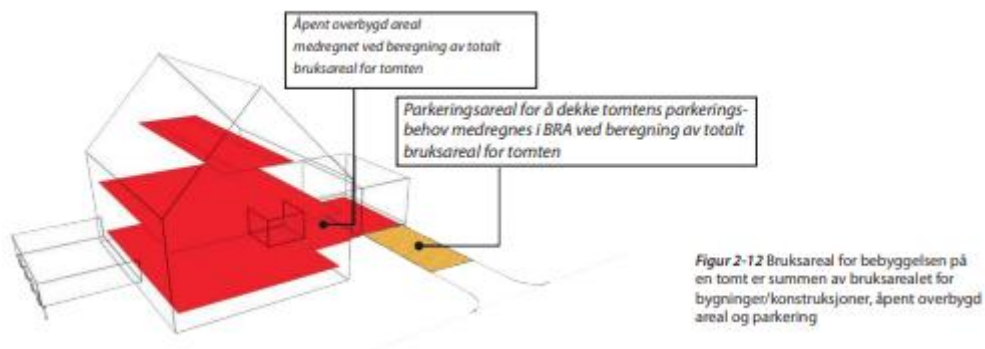 Åpent overbygd areal
medregnet ved beregning av totalt
bruksareal for tomten
Parkeringsareal for å dekke tomtens parkerings-
behov medregnes i BRA ved beregning av totalt
bruksareal for tomten
Figur 2-12 Bruksareal for bebyggelsen på
en tomt er summen av bruksarealet for
bygninger/konstruksjoner, åpent overbygd
areal og parkering